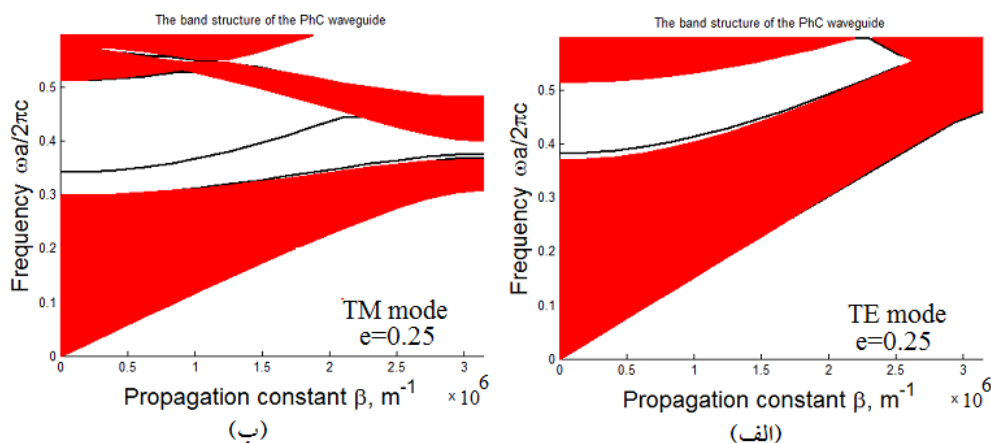 The band structure of the PhC waveguide
Frequency ωa/2πc
0.5
0.4
0.3
0.2
0.1
0
TM mode
e=0.25
0 0.5 1 1.5 2 2.5 3
Propagation constant β, m⁻¹ × 10⁶
(ب)
The band structure of the PhC waveguide
Frequency ωa/2πc
0.5
0.4
0.3
0.2
0.1
0
TE mode
e=0.25
0 0.5 1 1.5 2 2.5 3
Propagation constant β, m⁻¹ × 10⁶
(الف)